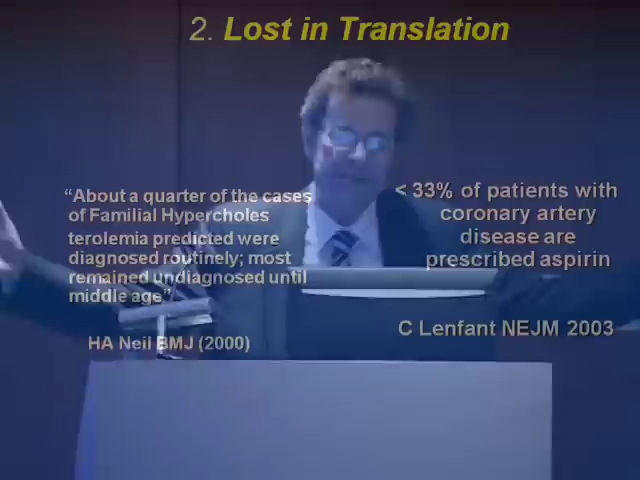 2. Lost in Translation
“About a quarter of the cases
of Familial Hypercholes
terolemia predicted were
diagnosed routinely; most
remained undiagnosed until
middle age”
HA Neil BMJ (2000)
< 33% of patients with
coronary artery
disease are
prescribed aspirin
C Lenfant NEJM 2003